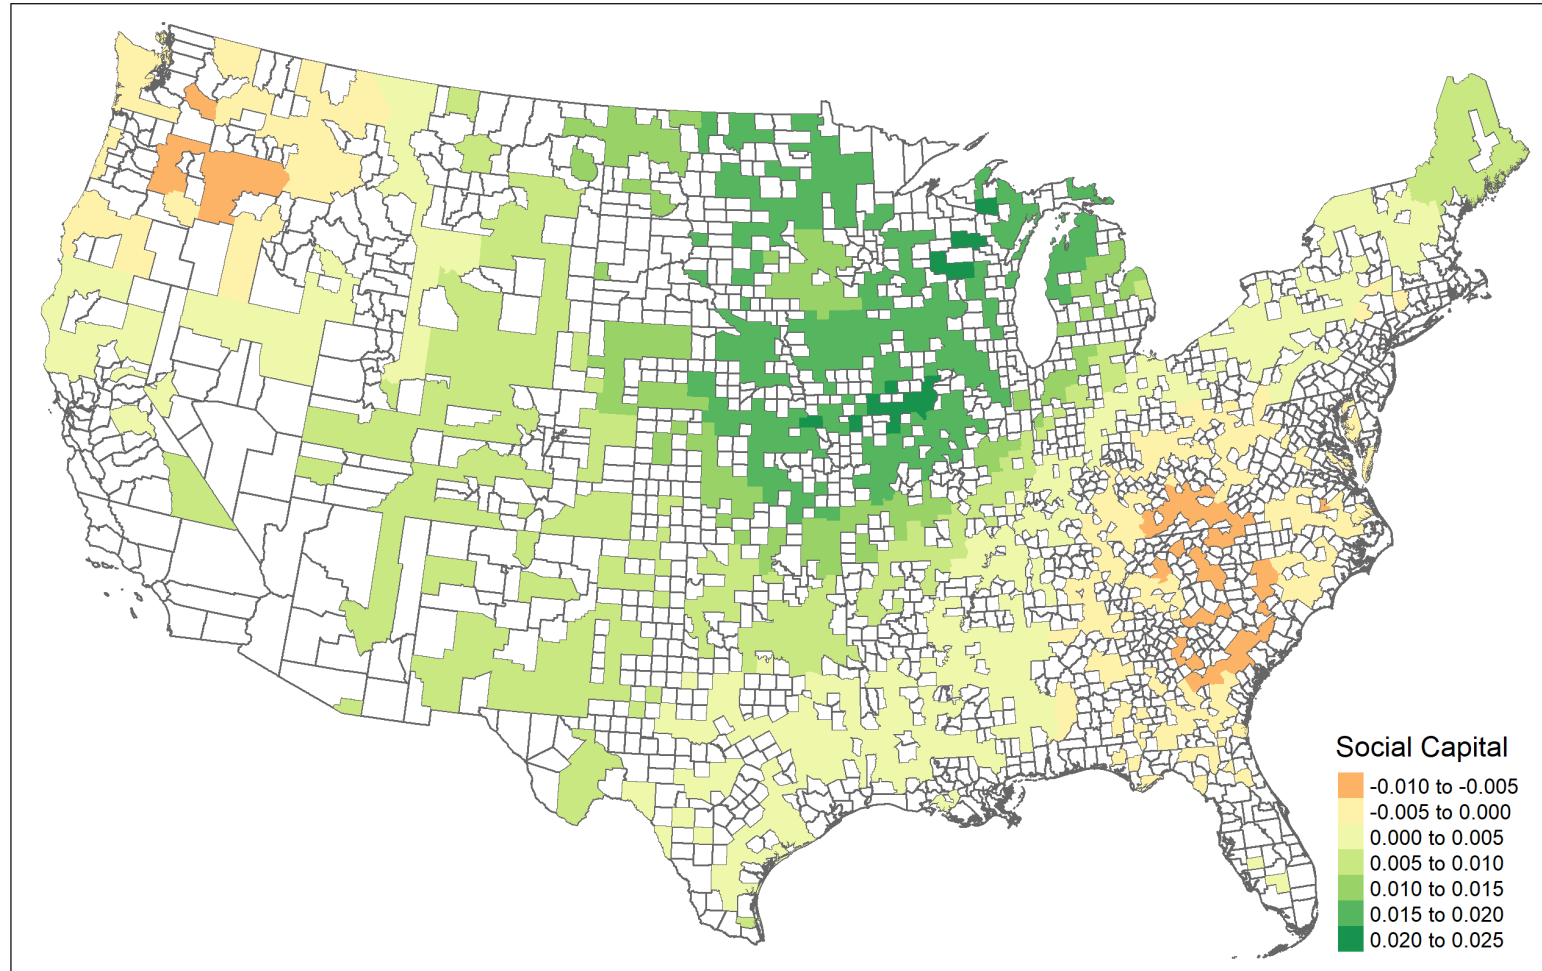 Social Capital
-0.010 to -0.005
-0.005 to 0.000
0.000 to 0.005
0.005 to 0.010
0.010 to 0.015
0.015 to 0.020
0.020 to 0.025